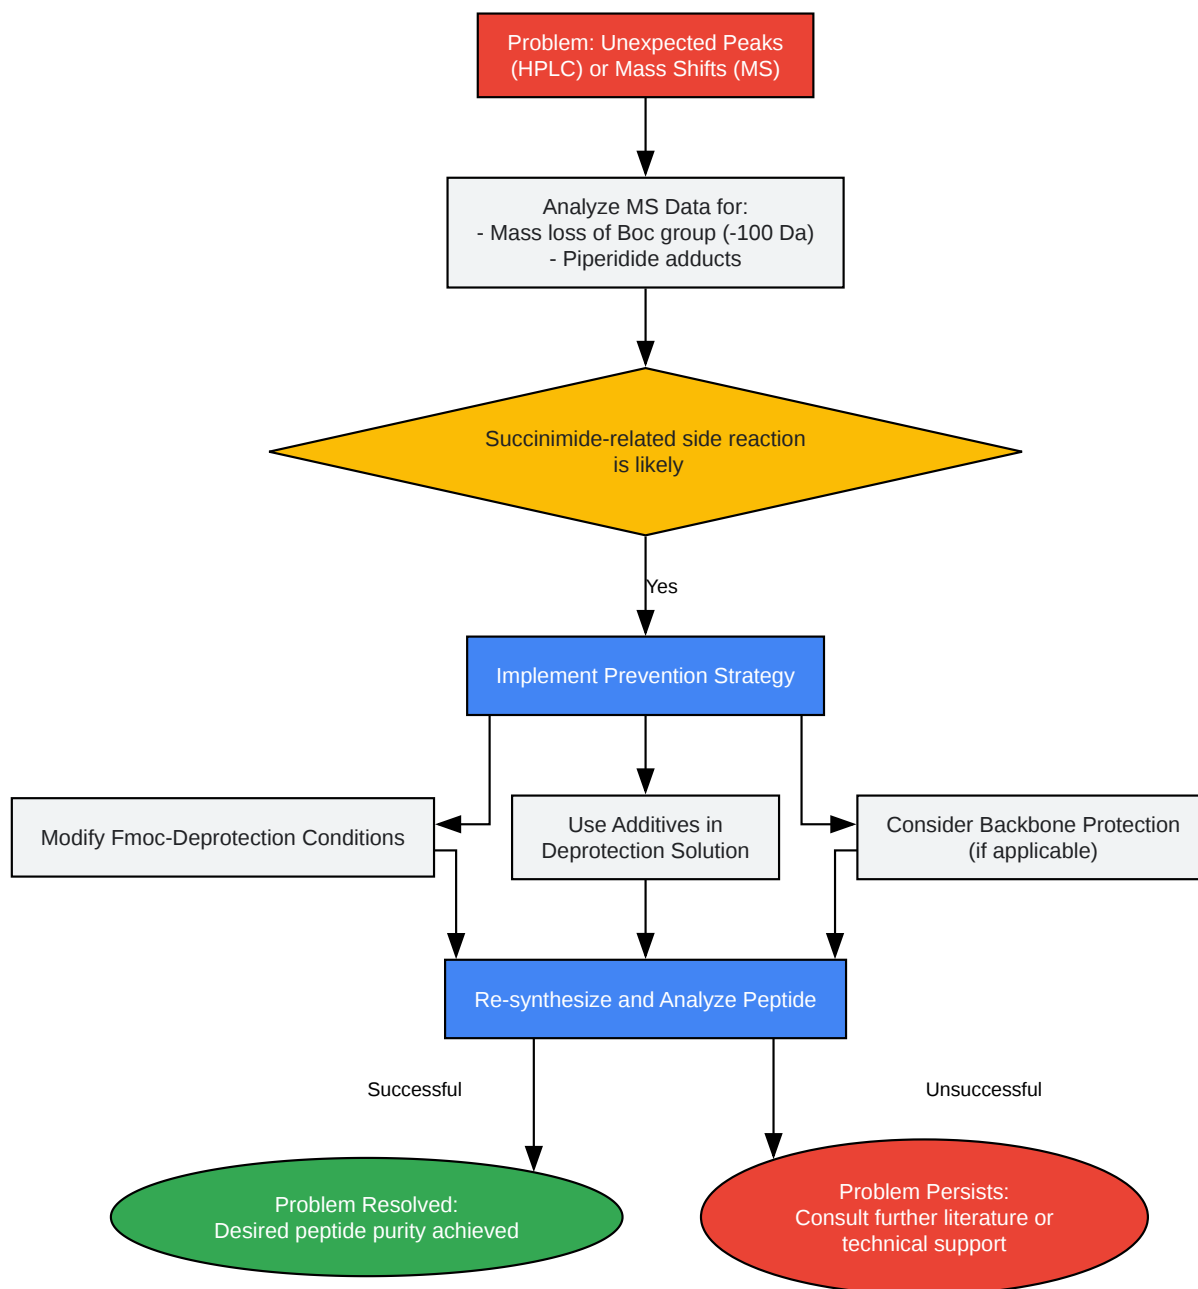 Problem: Unexpected Peaks
(HPLC) or Mass Shifts (MS)
Analyze MS Data for:
- Mass loss of Boc group (-100 Da)
- Piperidide adducts
Succinimide-related side reaction
is likely
Yes
Implement Prevention Strategy
Modify Fmoc-Deprotection Conditions
Use Additives in
Deprotection Solution
Consider Backbone Protection
(if applicable)
Re-synthesize and Analyze Peptide
Successful
Unsuccessful
Problem Resolved:
Desired peptide purity achieved
Problem Persists:
Consult further literature or
technical support